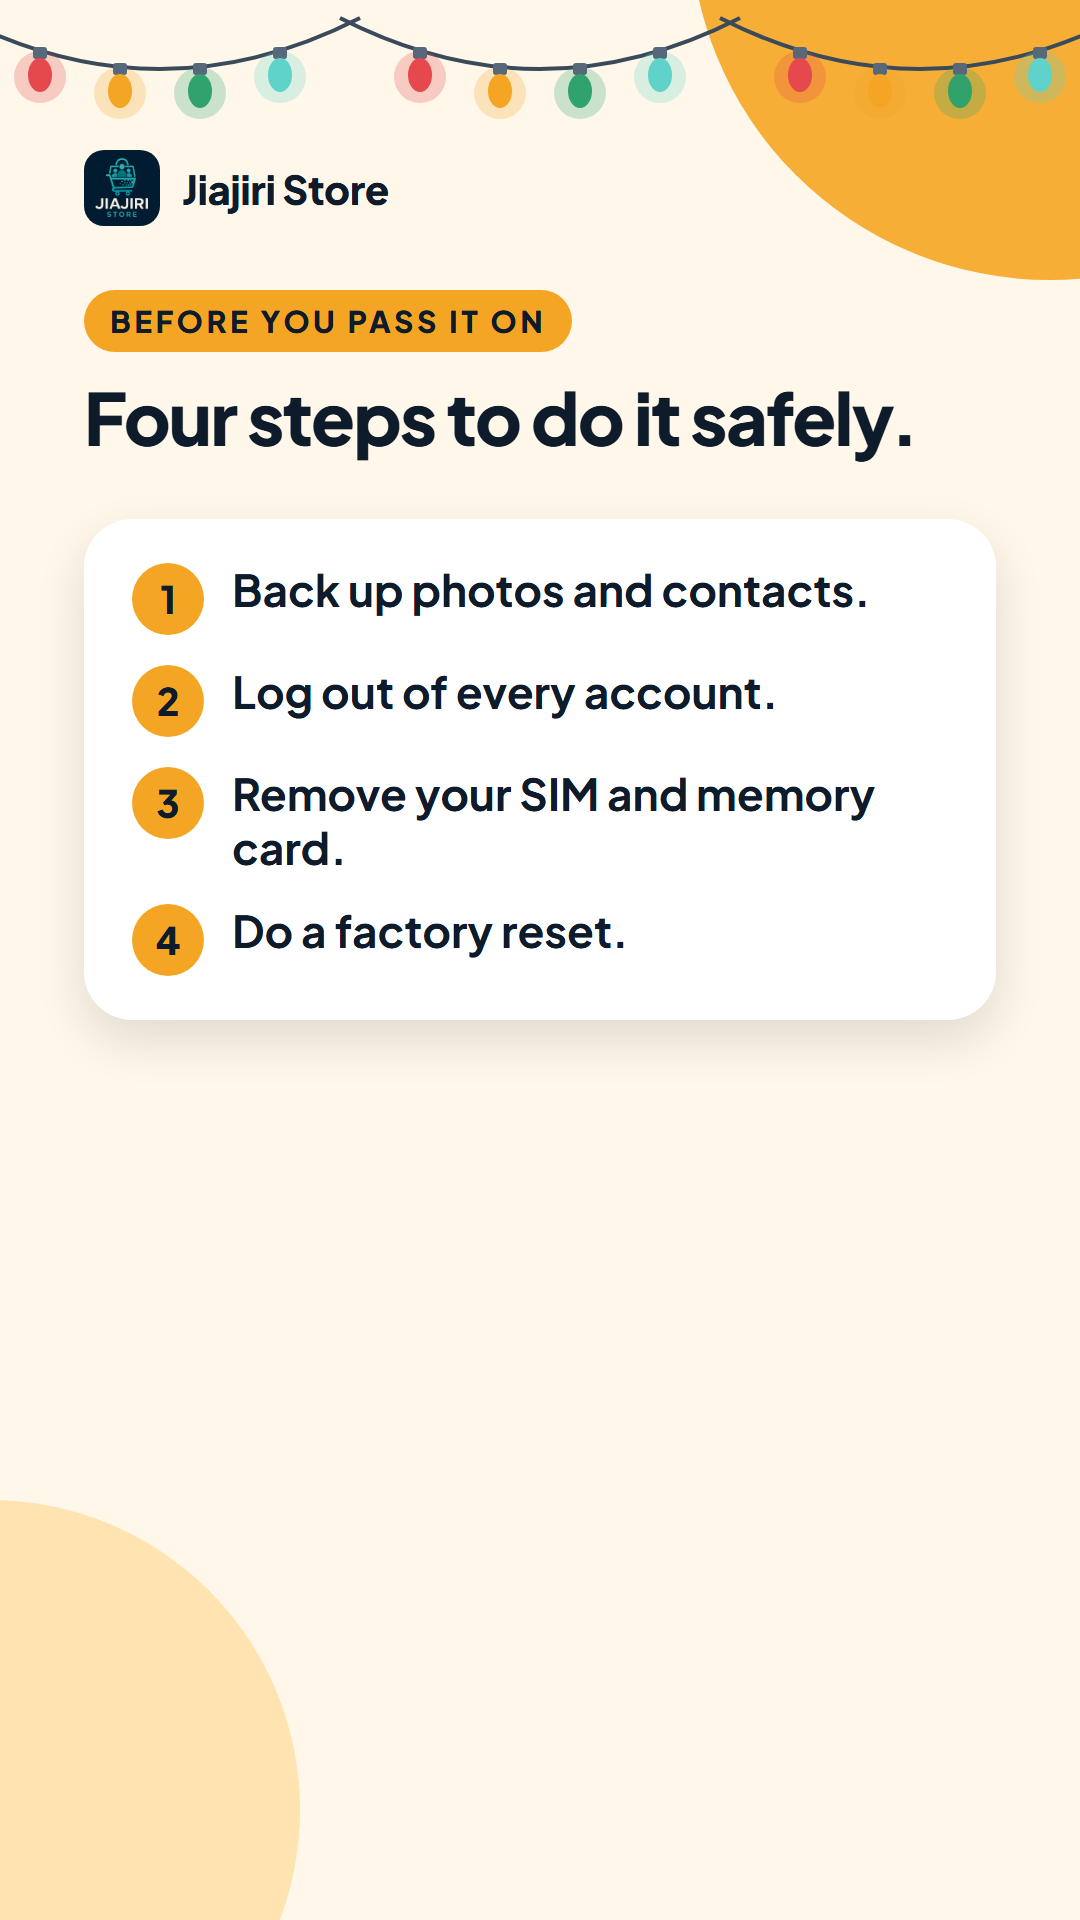 JIAJIRI
STORE
Jiajiri Store
BEFORE YOU PASS IT ON
Four steps to do it safely.
1 Back up photos and contacts.
2 Log out of every account.
3 Remove your SIM and memory
card.
4 Do a factory reset.